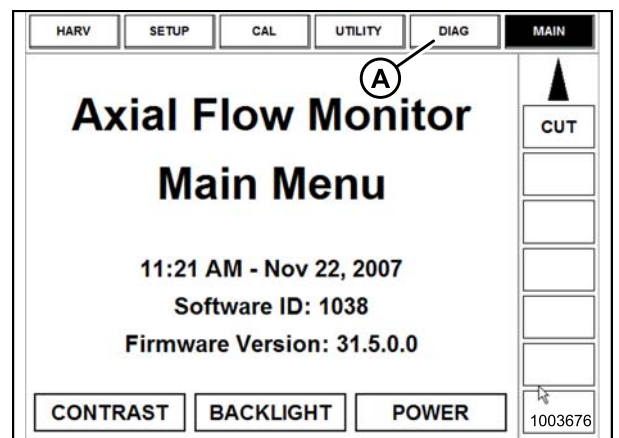 HARV SETUP CAL UTILITY DIAG MAIN
A
Axial Flow Monitor
CUT
Main Menu
11:21 AM - Nov 22, 2007
Software ID: 1038
Firmware Version: 31.5.0.0
CONTRAST BACKLIGHT POWER
1003676